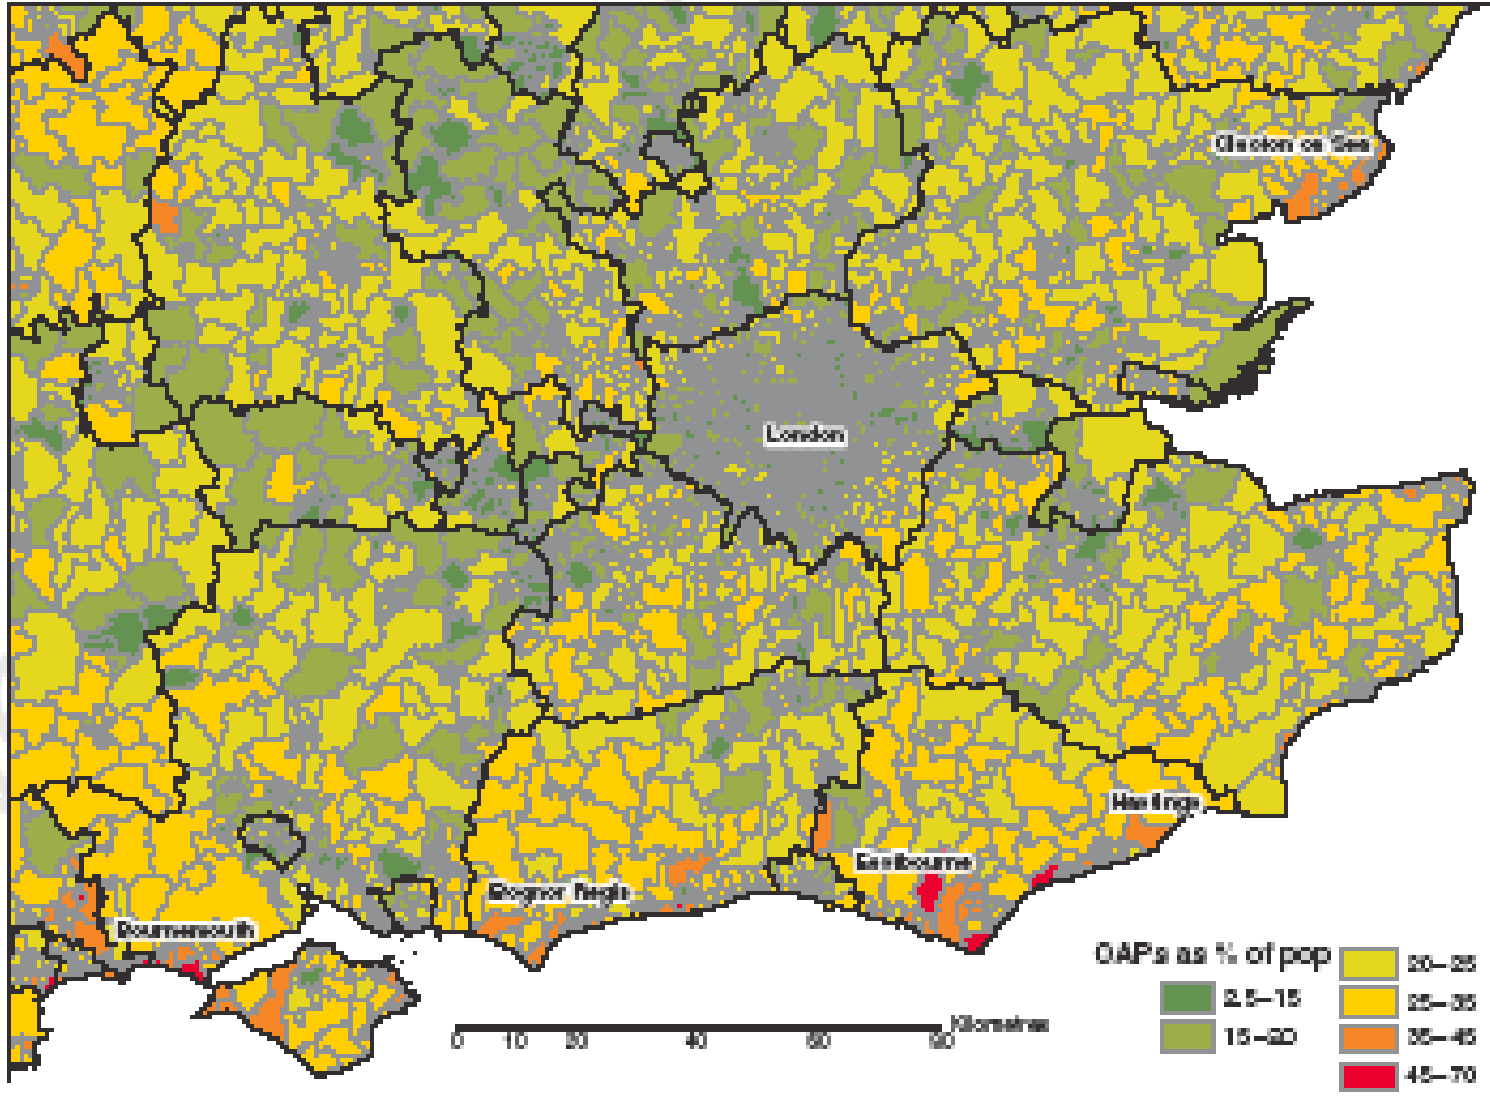 Clacton on Sea
London
Hastings
Eastbourne
Bognor Regis
Bournemouth
OAPs as % of pop
2.5–15
15–20
20–25
25–35
35–45
45–70
Kilometres
0 10 20 40 60 80